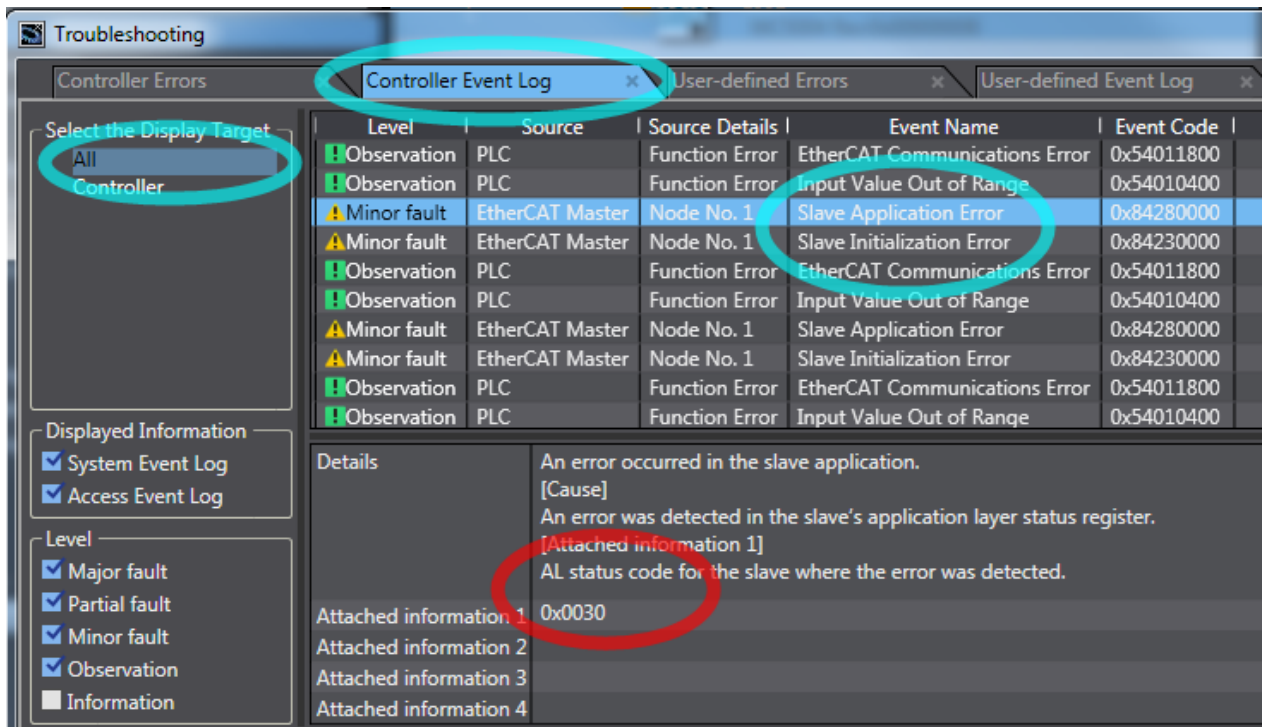 Troubleshooting
Controller Errors
Controller Event Log
User-defined Errors
User-defined Event Log
Select the Display Target
All
Controller
Displayed Information
System Event Log
Access Event Log
Level
Major fault
Partial fault
Minor fault
Observation
Information
Level Source Source Details Event Name Event Code
Observation PLC Function Error EtherCAT Communications Error 0x54011800
Observation PLC Function Error Input Value Out of Range 0x54010400
Minor fault EtherCAT Master Node No. 1 Slave Application Error 0x84280000
Minor fault EtherCAT Master Node No. 1 Slave Initialization Error 0x84230000
Observation PLC Function Error EtherCAT Communications Error 0x54011800
Observation PLC Function Error Input Value Out of Range 0x54010400
Minor fault EtherCAT Master Node No. 1 Slave Application Error 0x84280000
Minor fault EtherCAT Master Node No. 1 Slave Initialization Error 0x84230000
Observation PLC Function Error EtherCAT Communications Error 0x54011800
Observation PLC Function Error Input Value Out of Range 0x54010400
Details
An error occurred in the slave application.
[Cause]
An error was detected in the slave's application layer status register.
[Attached information 1]
AL status code for the slave where the error was detected.
Attached information 1 0x0030
Attached information 2
Attached information 3
Attached information 4